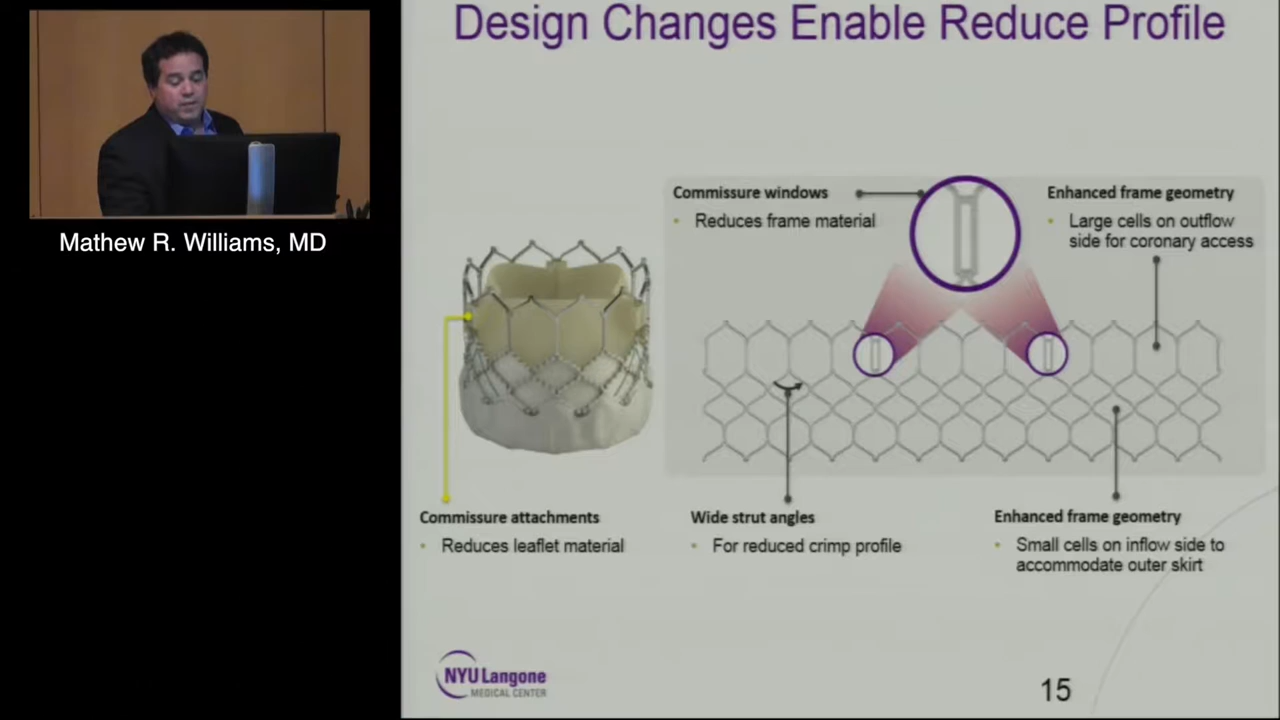 Design Changes Enable Reduce Profile
Mathew R. Williams, MD
Commissure windows
• Reduces frame material
Enhanced frame geometry
• Large cells on outflow
side for coronary access
Commissure attachments
• Reduces leaflet material
Wide strut angles
• For reduced crimp profile
Enhanced frame geometry
• Small cells on inflow side to
accommodate outer skirt
NYU Langone
MEDICAL CENTER
15